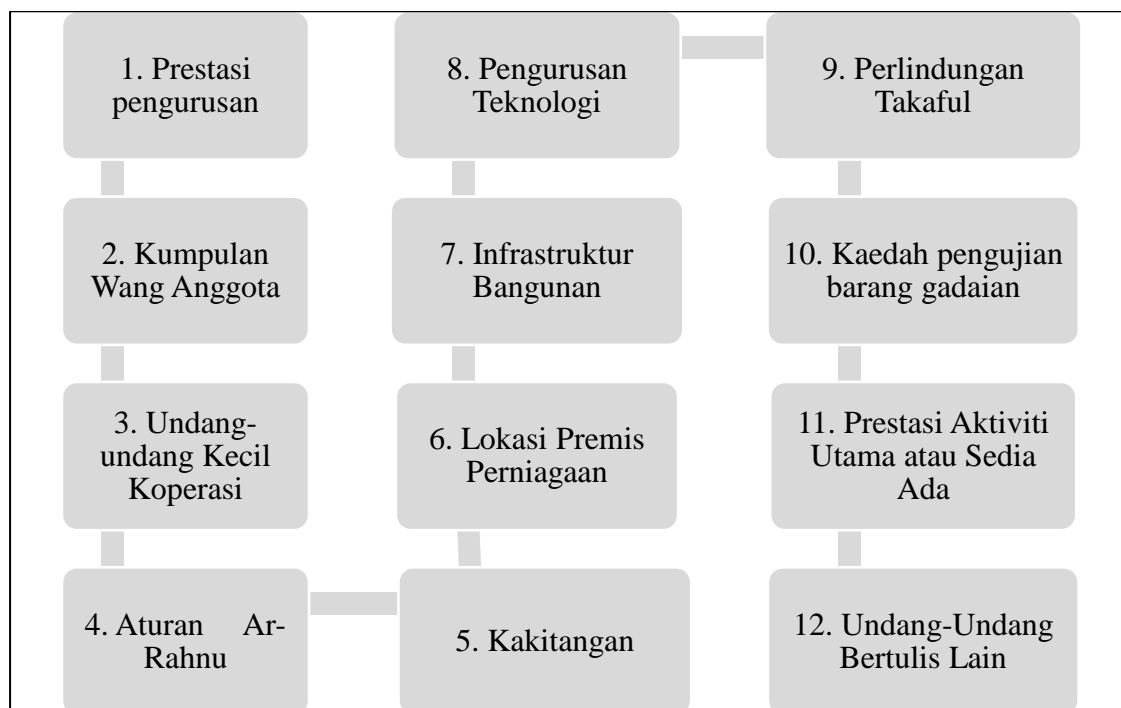 1. Prestasi
pengurusan
2. Kumpulan
Wang Anggota
3. Undang-
undang Kecil
Koperasi
4. Aturan Ar-
Rahnu
5. Kakitangan
6. Lokasi Premis
Perniagaan
7. Infrastruktur
Bangunan
8. Pengurusan
Teknologi
9. Perlindungan
Takaful
10. Kaedah pengujian
barang gadaian
11. Prestasi Aktiviti
Utama atau Sedia
Ada
12. Undang-Undang
Bertulis Lain